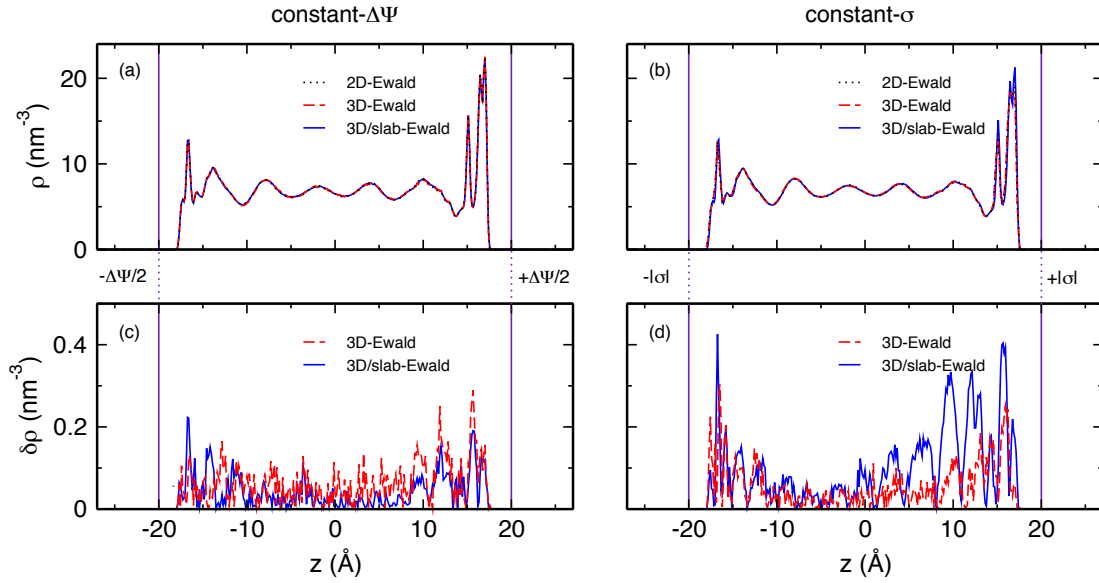 constant-ΔΨ constant-σ
(a) (b)
20 2D-Ewald 2D-Ewald
3D-Ewald 3D-Ewald
3D/slab-Ewald 3D/slab-Ewald
ρ (nm⁻³)
10
0
-ΔΨ/2 +ΔΨ/2 -|σ| +|σ|
(c) (d)
0.4 3D-Ewald 3D-Ewald
3D/slab-Ewald 3D/slab-Ewald
δρ (nm⁻³)
0.2
0
-20 -10 0 10 20 -20 -10 0 10 20
z (Å) z (Å)